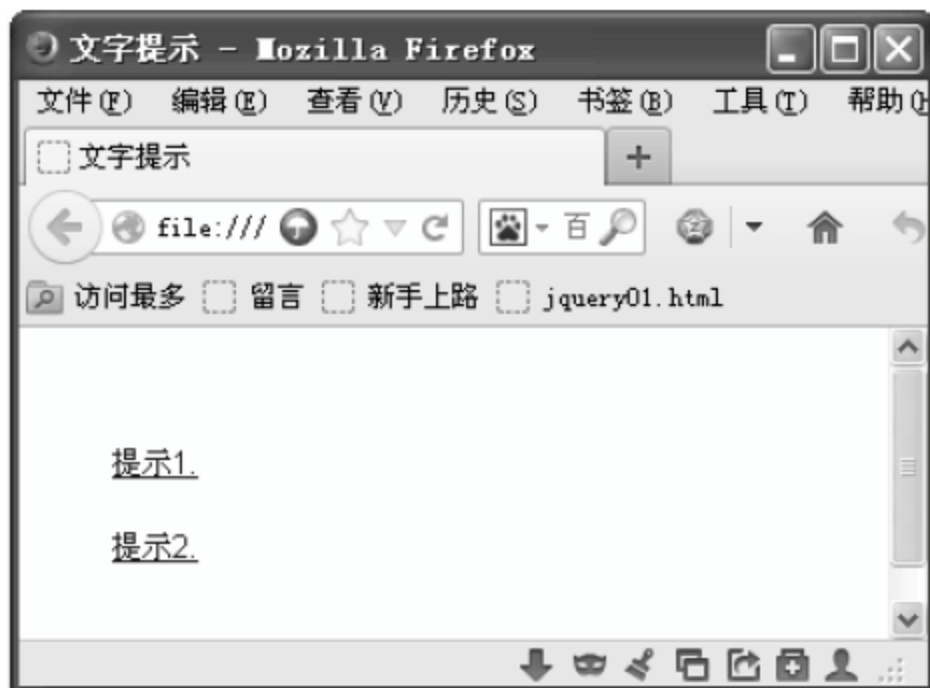 文字提示 - Mozilla Firefox
文件(F) 编辑(E) 查看(V) 历史(S) 书签(B) 工具(T) 帮助(H
文字提示
file:/// 百
访问最多 留言 新手上路 jquery01.html
提示1.
提示2.